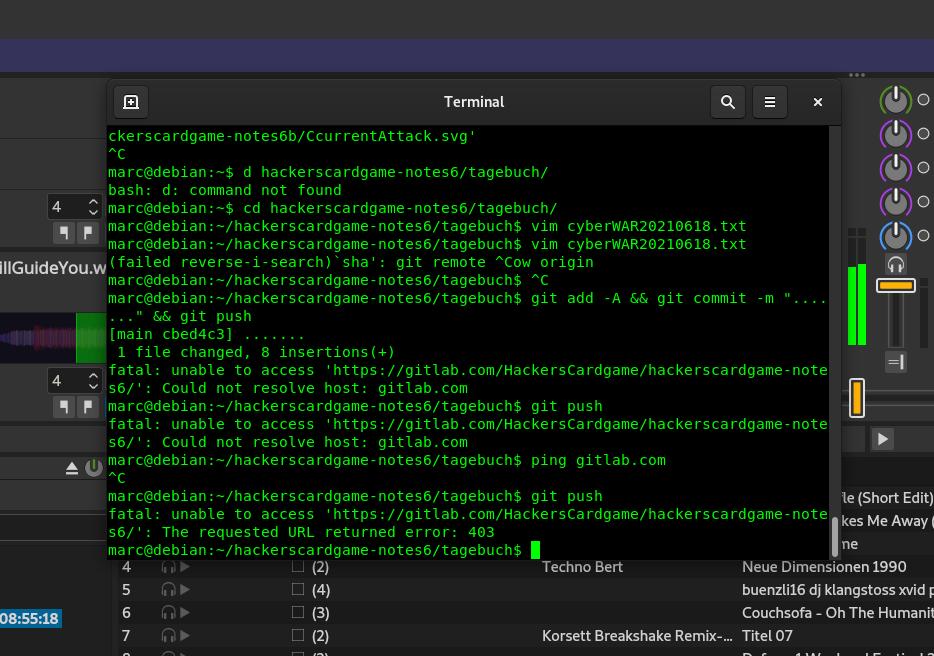 Terminal
ckerscardgame-notes6b/CcurrentAttack.svg'
^C
marc@debian:~$ d hackerscardgame-notes6/tagebuch/
bash: d: command not found
marc@debian:~$ cd hackerscardgame-notes6/tagebuch/
marc@debian:~/hackerscardgame-notes6/tagebuch$ vim cyberWAR20210618.txt
marc@debian:~/hackerscardgame-notes6/tagebuch$ vim cyberWAR20210618.txt
(failed reverse-i-search)`sha': git remote ^Cow origin
marc@debian:~/hackerscardgame-notes6/tagebuch$ ^C
marc@debian:~/hackerscardgame-notes6/tagebuch$ git add -A && git commit -m "....
..." && git push
[main cbed4c3] .......
1 file changed, 8 insertions(+)
fatal: unable to access 'https://gitlab.com/HackersCardgame/hackerscardgame-note
s6/': Could not resolve host: gitlab.com
marc@debian:~/hackerscardgame-notes6/tagebuch$ git push
fatal: unable to access 'https://gitlab.com/HackersCardgame/hackerscardgame-note
s6/': Could not resolve host: gitlab.com
marc@debian:~/hackerscardgame-notes6/tagebuch$ ping gitlab.com
^C
marc@debian:~/hackerscardgame-notes6/tagebuch$ git push
fatal: unable to access 'https://gitlab.com/HackersCardgame/hackerscardgame-note
s6/': The requested URL returned error: 403
marc@debian:~/hackerscardgame-notes6/tagebuch$
4
illGuideYou.w
4
08:55:18
fle (Short Edit)
kes Me Away (
me
4 (2) Techno Bert Neue Dimensionen 1990
5 (4) buenzli16 dj klangstoss xvid p
6 (3) Couchsofa - Oh The Humanit
7 (2) Korsett Breakshake Remix-... Titel 07